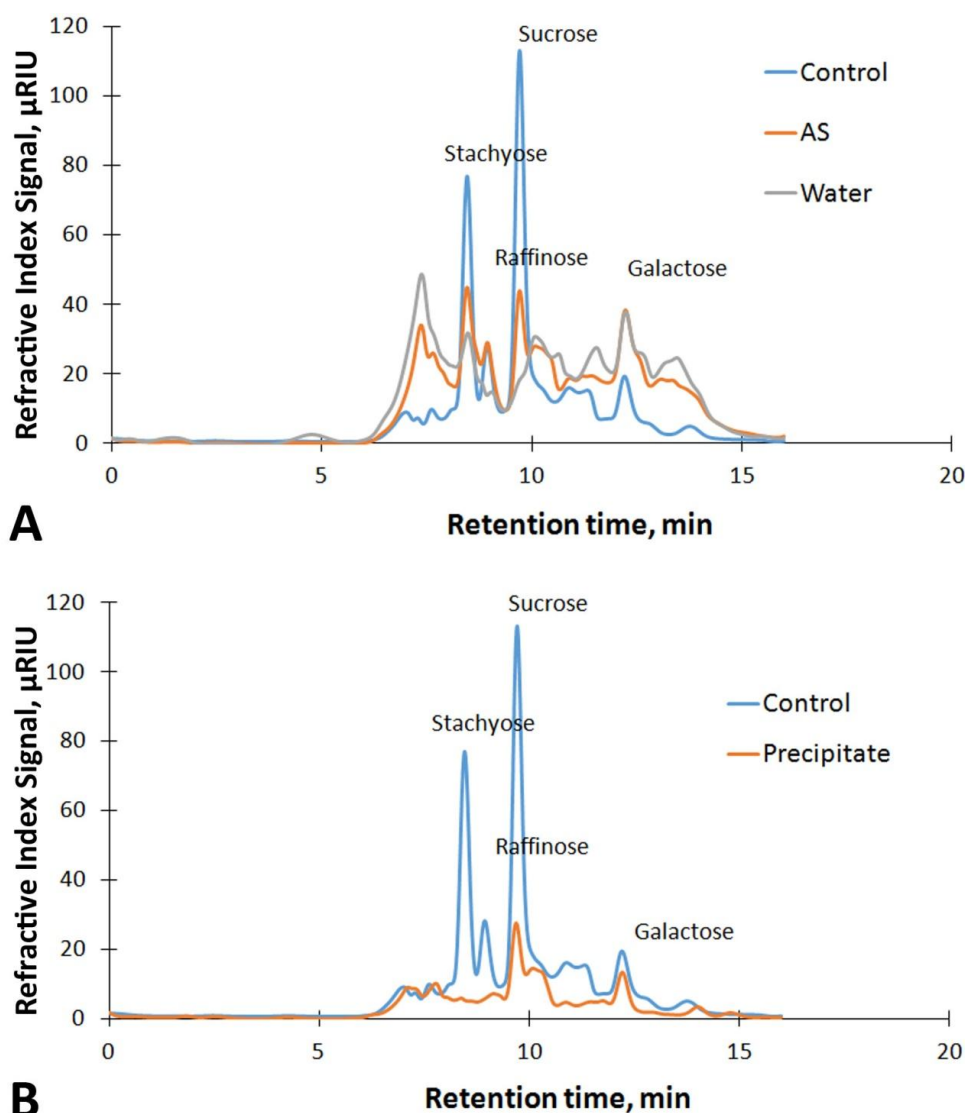 Refractive Index Signal, µRIU
120
100
80
60
40
20
0
Sucrose
Stachyose
Raffinose
Galactose
Control
AS
Water
0 5 10 15 20
Retention time, min
A
Refractive Index Signal, µRIU
120
100
80
60
40
20
0
Sucrose
Stachyose
Raffinose
Galactose
Control
Precipitate
0 5 10 15 20
Retention time, min
B